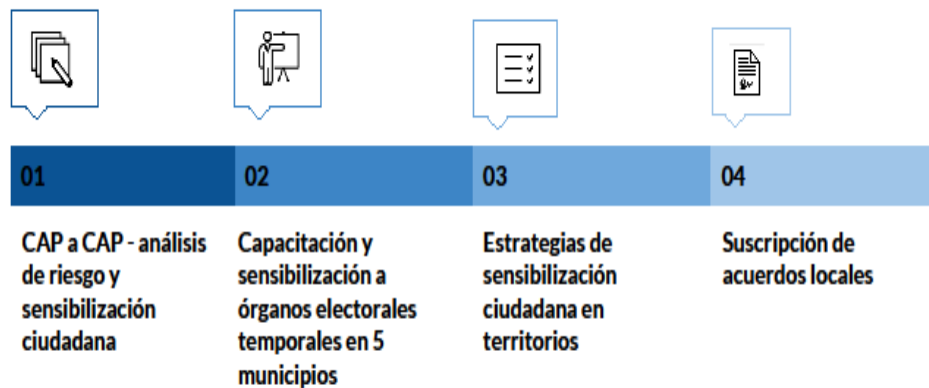 01
CAP a CAP - análisis
de riesgo y
sensibilización
ciudadana
02
Capacitación y
sensibilización a
órganos electorales
temporales en 5
municipios
03
Estrategias de
sensibilización
ciudadana en
territorios
04
Suscripción de
acuerdos locales